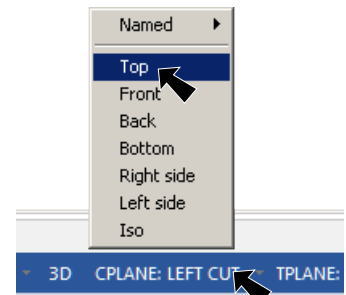 Named
Top
Front
Back
Bottom
Right side
Left side
Iso
3D CPLANE: LEFT CUT TPLANE: